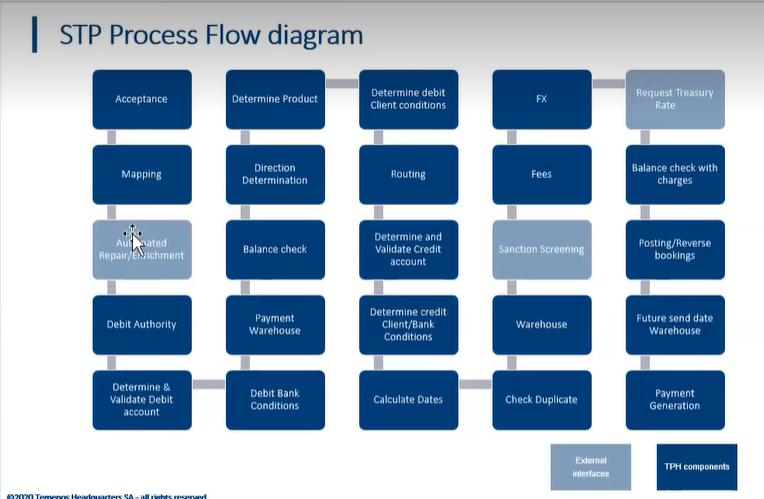 STP Process Flow diagram
Acceptance
Mapping
Automated
Repair/Enrichment
Debit Authority
Determine &
Validate Debit
account
Determine Product
Direction
Determination
Balance check
Payment
Warehouse
Debit Bank
Conditions
Determine debit
Client conditions
Routing
Determine and
Validate Credit
account
Determine credit
Client/Bank
Conditions
Calculate Dates
FX
Fees
Sanction Screening
Warehouse
Check Duplicate
Request Treasury
Rate
Balance check with
charges
Posting/Reverse
bookings
Future send date
Warehouse
Payment
Generation
External
interfaces
TPH components
©2020 Temenos Headquarters SA - all rights reserved